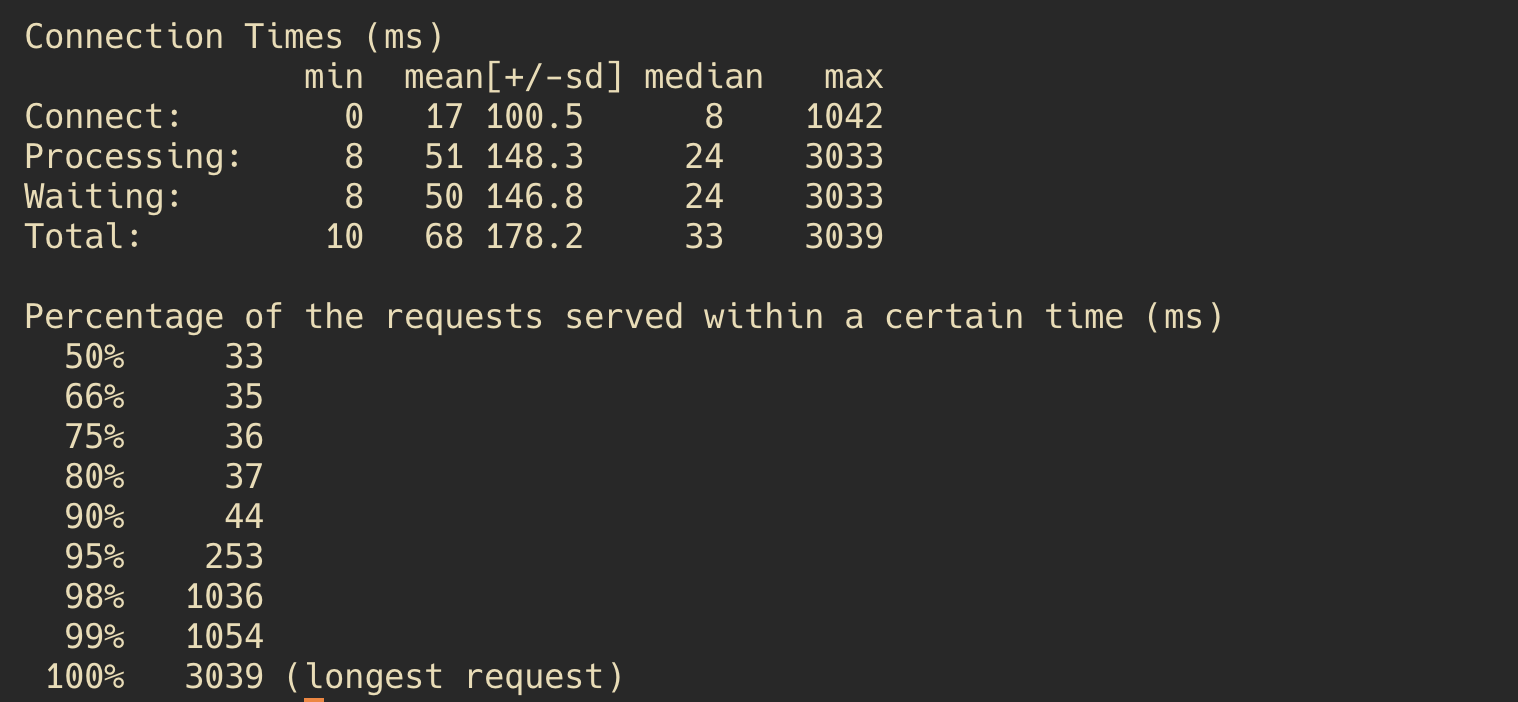 Connection Times (ms)
              min  mean[+/-sd] median   max
Connect:        0   17 100.5      8    1042
Processing:     8   51 148.3     24    3033
Waiting:        8   50 146.8     24    3033
Total:         10   68 178.2     33    3039

Percentage of the requests served within a certain time (ms)
  50%     33
  66%     35
  75%     36
  80%     37
  90%     44
  95%    253
  98%   1036
  99%   1054
 100%   3039 (longest request)